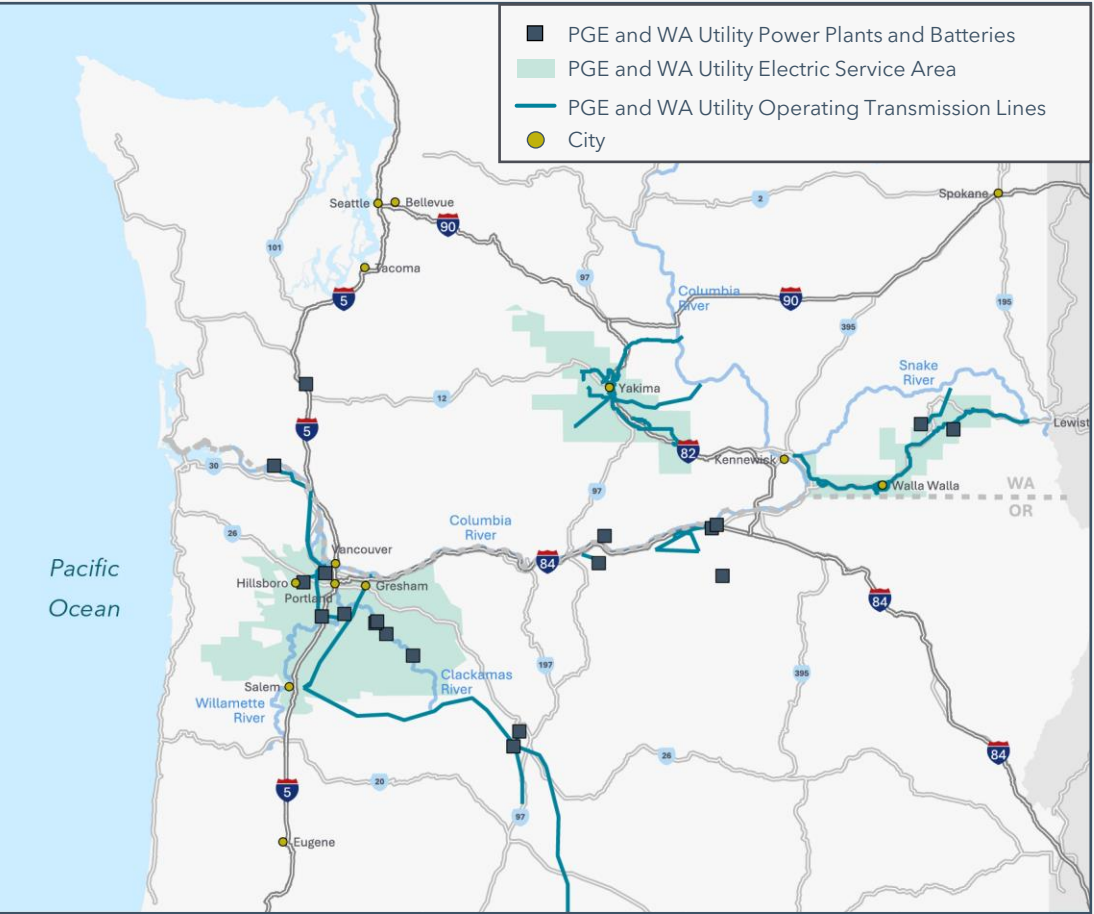 PGE and WA Utility Power Plants and Batteries
PGE and WA Utility Electric Service Area
PGE and WA Utility Operating Transmission Lines
City
Spokane
2
Seattle
Bellevue
90
101
Tacoma
97
Columbia
River
90
5
195
395
Snake
River
Yakima
12
Lewist
5
82
Kennewick
30
Walla Walla
WA
OR
97
Columbia
River
26
Vancouver
84
Pacific
Ocean
Hillsboro
Portland
Gresham
84
197
395
Clackamas
River
Salem
Willamette
River
26
84
20
5
97
Eugene